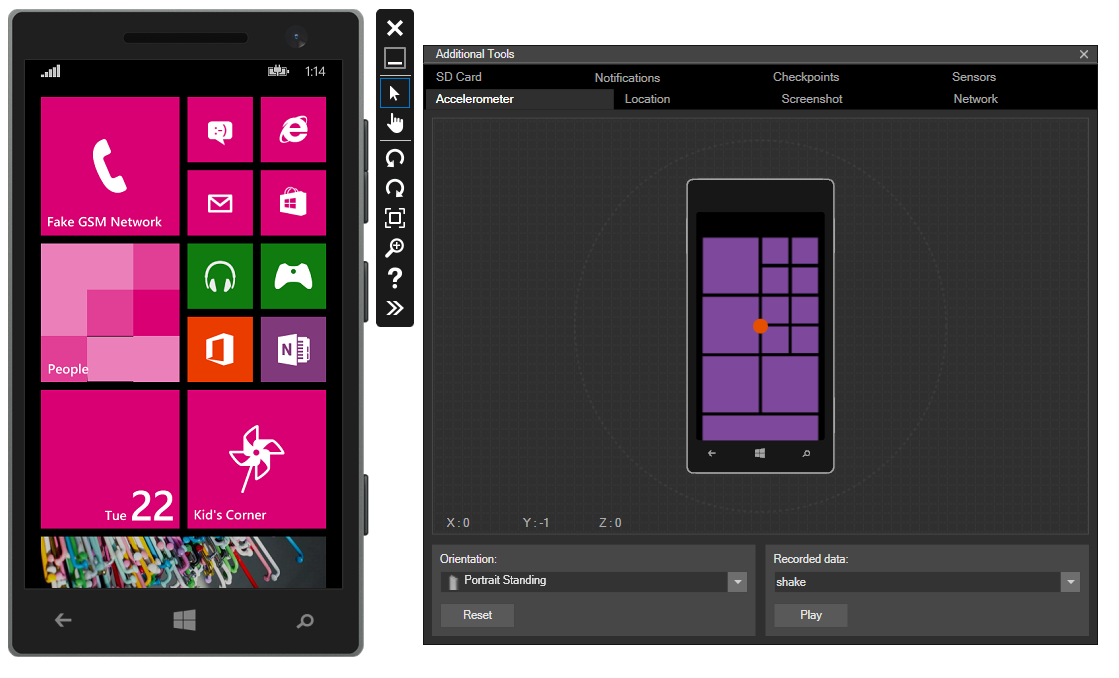 1:14
:-)
Fake GSM Network
People
N
Tue 22
Kid's Corner
?
Additional Tools
SD Card Notifications Checkpoints Sensors
Accelerometer Location Screenshot Network
X : 0 Y : -1 Z : 0
Orientation:
Portrait Standing
Reset
Recorded data:
shake
Play